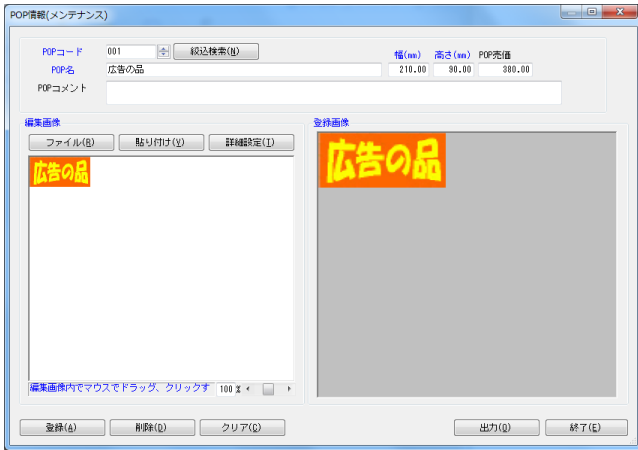 POP情報(メンテナンス)
POPコード 001 絞込検索(N)
幅(mm) 高さ(mm) POP売価
POP名 広告の品 210.00 90.00 380.00
POPコメント
編集画像 登録画像
ファイル(R) 貼り付け(V) 詳細設定(I)
広告の品 広告の品
編集画像内でマウスでドラッグ、クリックす 100 %
登録(A) 削除(D) クリア(C) 出力(O) 終了(E)